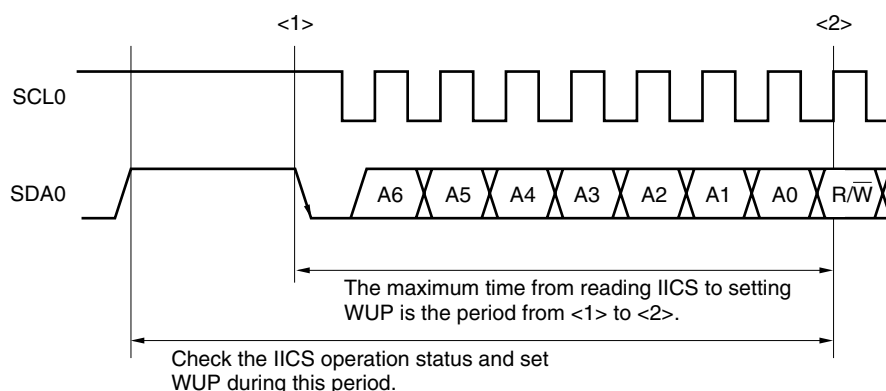 <1> <2>
SCL0
SDA0 A6 A5 A4 A3 A2 A1 A0 R/W̅
The maximum time from reading IICS to setting
WUP is the period from <1> to <2>.
Check the IICS operation status and set
WUP during this period.